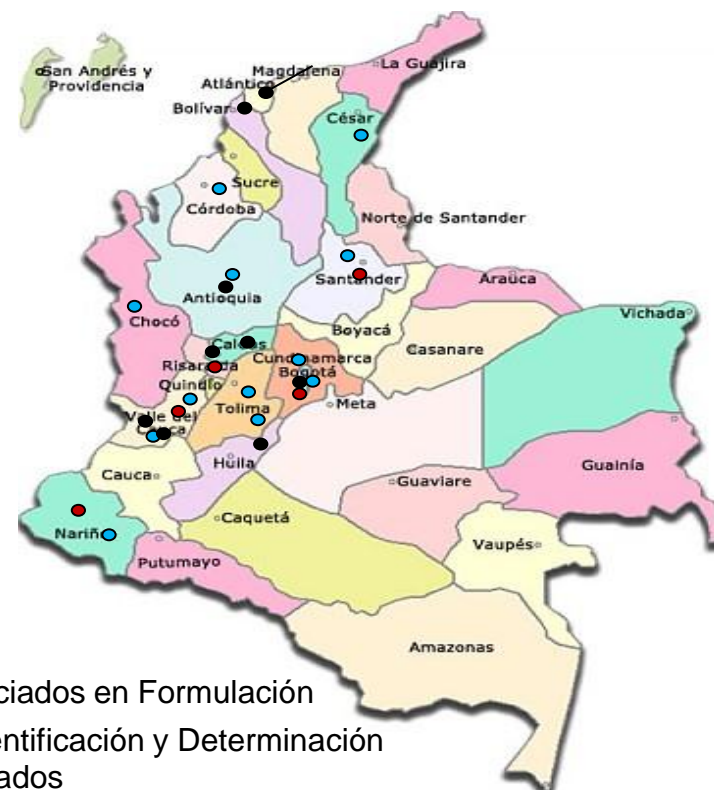 San Andrés y
Providencia
La Guajira
Magdalena
Atlántico
Bolívar
César
Sucre
Córdoba
Norte de Santander
Santander
Antioquia
Arauca
Chocó
Boyacá
Vichada
Caldas
Casanare
Cundinamarca
Risaralda
Bogotá
Quindío
Tolima
Meta
Valle del
Cauca
Huila
Cauca
Guainía
Guaviare
Caquetá
Nariño
Vaupés
Putumayo
Amazonas
ciados en Formulación
entificación y Determinación
ados